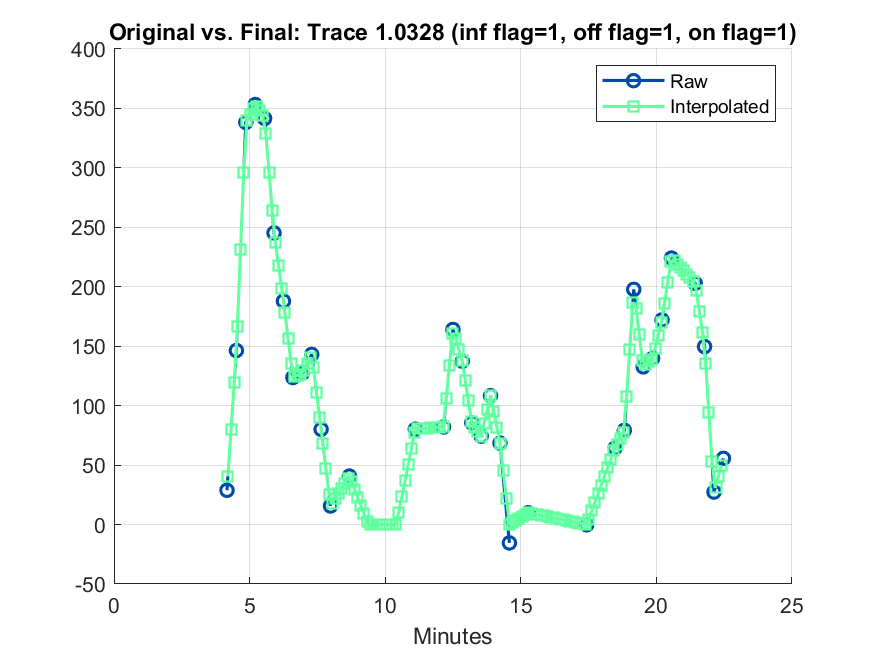 Original vs. Final: Trace 1.0328 (inf flag=1, off flag=1, on flag=1)
400
350
300
250
200
150
100
50
0
-50
Raw
Interpolated
0 5 10 15 20 25
Minutes